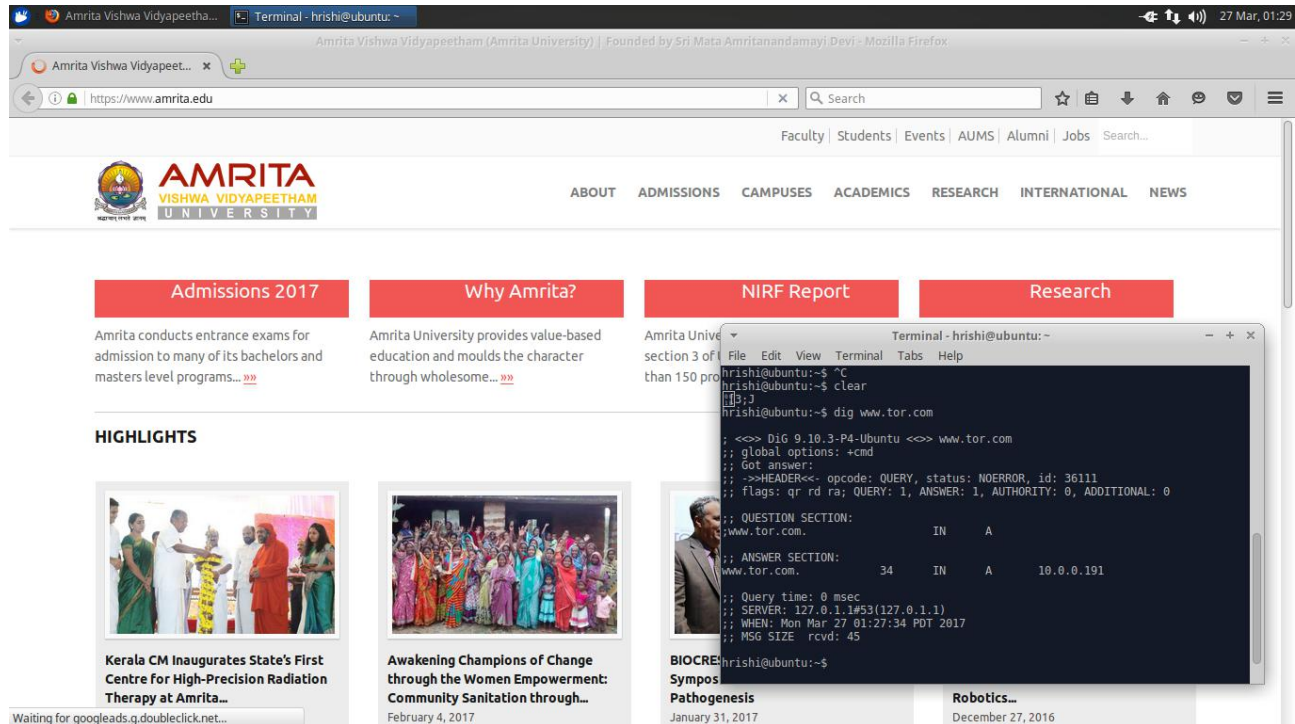 Amrita Vishwa Vidyapeetha... Terminal - hrishi@ubuntu: ~ 27 Mar, 01:29
Amrita Vishwa Vidyapeetham (Amrita University) | Founded by Sri Mata Amritanandamayi Devi - Mozilla Firefox
Amrita Vishwa Vidyapeet...
https://www.amrita.edu Search
Faculty | Students | Events | AUMS | Alumni | Jobs Search...
AMRITA
VISHWA VIDYAPEETHAM
UNIVERSITY
ABOUT ADMISSIONS CAMPUSES ACADEMICS RESEARCH INTERNATIONAL NEWS
Admissions 2017
Amrita conducts entrance exams for
admission to many of its bachelors and
masters level programs... »»
Why Amrita?
Amrita University provides value-based
education and moulds the character
through wholesome... »»
NIRF Report
Amrita Unive
section 3 of
than 150 pro
Research
HIGHLIGHTS
Kerala CM Inaugurates State's First
Centre for High-Precision Radiation
Therapy at Amrita...
Awakening Champions of Change
through the Women Empowerment:
Community Sanitation through...
February 4, 2017
BIOCRES
Sympos
Pathogenesis
January 31, 2017
Robotics...
December 27, 2016
Terminal - hrishi@ubuntu: ~
File Edit View Terminal Tabs Help
hrishi@ubuntu:~$ ^C
hrishi@ubuntu:~$ clear
3;J
hrishi@ubuntu:~$ dig www.tor.com
; <<>> DiG 9.10.3-P4-Ubuntu <<>> www.tor.com
;; global options: +cmd
;; Got answer:
;; ->>HEADER<<- opcode: QUERY, status: NOERROR, id: 36111
;; flags: qr rd ra; QUERY: 1, ANSWER: 1, AUTHORITY: 0, ADDITIONAL: 0
;; QUESTION SECTION:
;www.tor.com. IN A
;; ANSWER SECTION:
www.tor.com. 34 IN A 10.0.0.191
;; Query time: 0 msec
;; SERVER: 127.0.1.1#53(127.0.1.1)
;; WHEN: Mon Mar 27 01:27:34 PDT 2017
;; MSG SIZE rcvd: 45
hrishi@ubuntu:~$
Waiting for googleads.g.doubleclick.net...